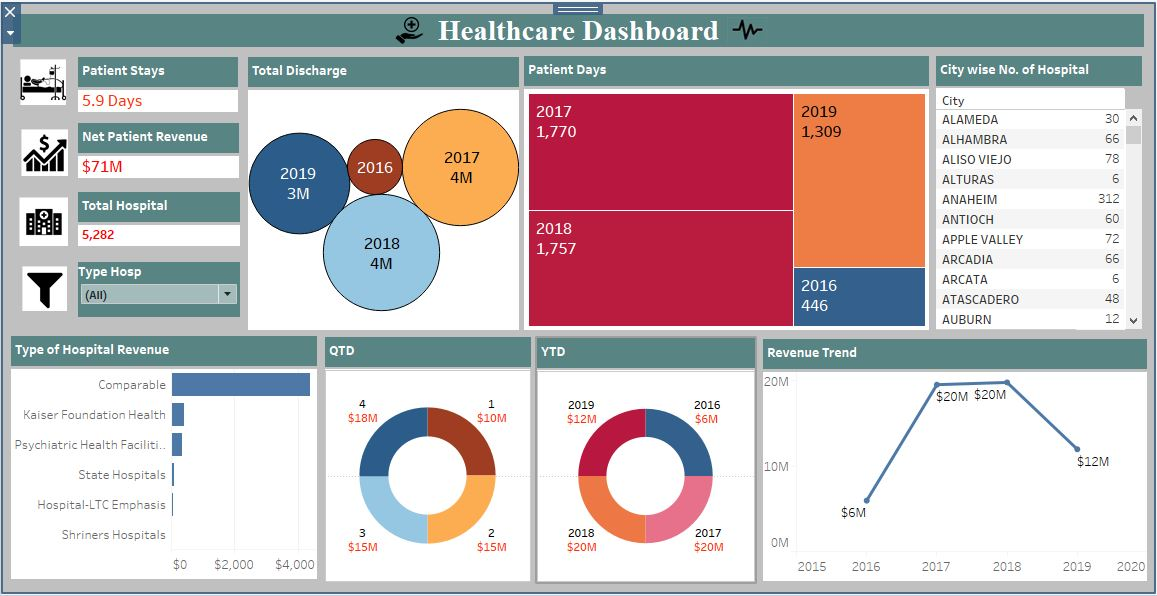 Healthcare Dashboard
Patient Stays
5.9 Days
Net Patient Revenue
$71M
Total Hospital
5,282
Type Hosp
(All)
Total Discharge
2019
3M
2016
2017
4M
2018
4M
Patient Days
2017
1,770
2018
1,757
2019
1,309
2016
446
City wise No. of Hospital
City
ALAMEDA 30
ALHAMBRA 66
ALISO VIEJO 78
ALTURAS 6
ANAHEIM 312
ANTIOCH 60
APPLE VALLEY 72
ARCADIA 66
ARCATA 6
ATASCADERO 48
AUBURN 12
Type of Hospital Revenue
Comparable
Kaiser Foundation Health
Psychiatric Health Faciliti..
State Hospitals
Hospital-LTC Emphasis
Shriners Hospitals
$0 $2,000 $4,000
QTD
4
$18M
1
$10M
3
$15M
2
$15M
YTD
2019
$12M
2016
$6M
2018
$20M
2017
$20M
Revenue Trend
20M
10M
0M
$6M
$20M
$20M
$12M
2015 2016 2017 2018 2019 2020